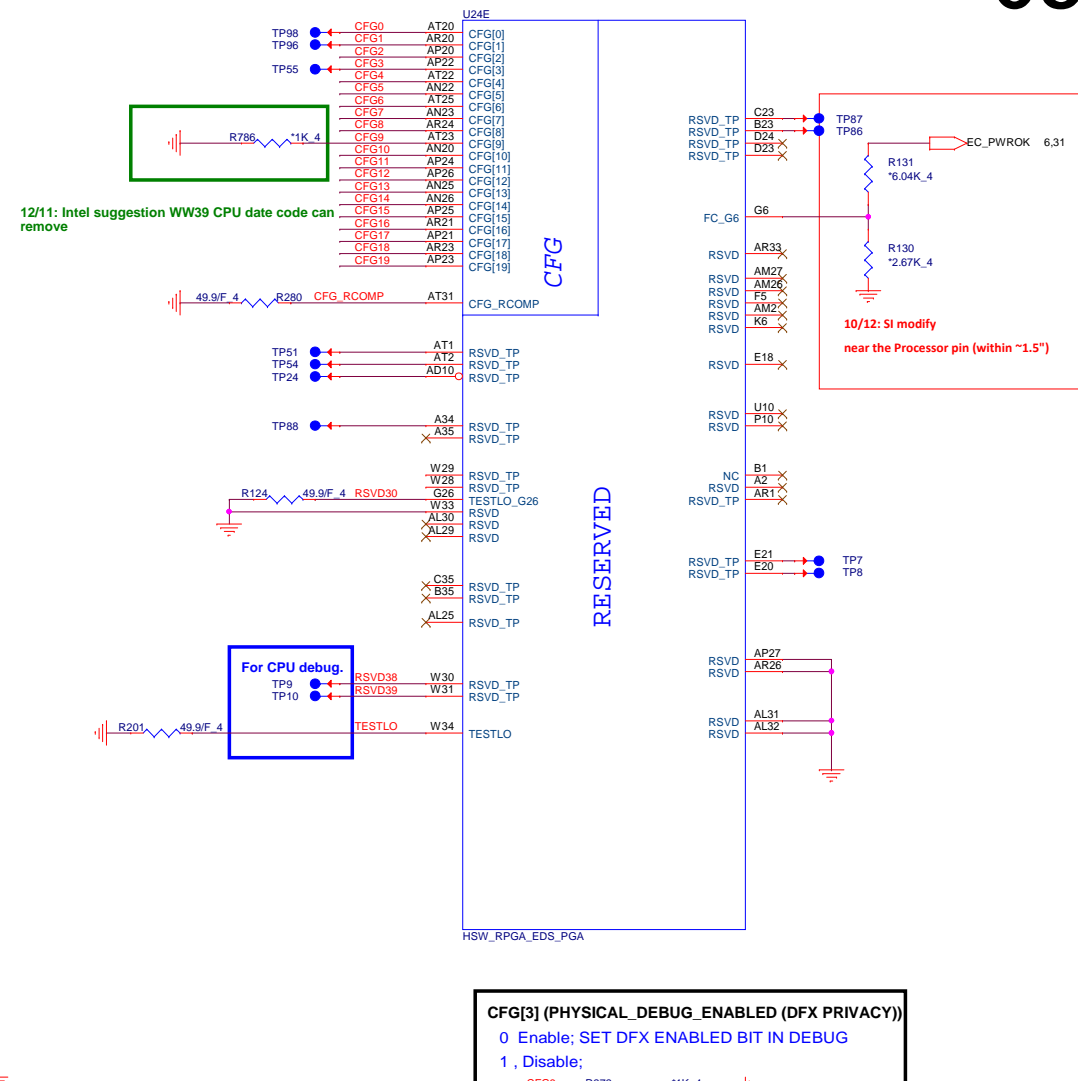 U24E
TP98 CFG0 AT20 CFG[0]
TP96 CFG1 AR20 CFG[1]
CFG2 AP20 CFG[2]
TP55 CFG3 AP22 CFG[3]
CFG4 AT22 CFG[4]
CFG5 AN22 CFG[5]
CFG6 AT25 CFG[6]
CFG7 AN23 CFG[7]
CFG8 AR24 CFG[8]
R786 *1K_4 CFG9 AT23 CFG[9]
CFG10 AN20 CFG[10]
CFG11 AP24 CFG[11]
CFG12 AP26 CFG[12]
CFG13 AN25 CFG[13]
CFG14 AN26 CFG[14]
CFG15 AP25 CFG[15]
CFG16 AR21 CFG[16]
CFG17 AP21 CFG[17]
CFG18 AR23 CFG[18]
CFG19 AP23 CFG[19]
12/11: Intel suggestion WW39 CPU date code can
remove
CFG
49.9/F_4 R280 CFG_RCOMP AT31 CFG_RCOMP
TP51 AT1 RSVD_TP
TP54 AT2 RSVD_TP
TP24 AD10 RSVD_TP
TP88 A34 RSVD_TP
A35 RSVD_TP
W29 RSVD_TP
W28 RSVD_TP
R124 49.9/F_4 RSVD30 G26 TESTLO_G26
W33 RSVD
AL30 RSVD
AL29 RSVD
C35 RSVD_TP
B35 RSVD_TP
AL25 RSVD_TP
For CPU debug.
TP9 RSVD38 W30 RSVD_TP
TP10 RSVD39 W31 RSVD_TP
R201 49.9/F_4 TESTLO W34 TESTLO
RESERVED
RSVD_TP C23 TP87
RSVD_TP B23 TP86
RSVD_TP D24
RSVD_TP D23
EC_PWROK 6,31
R131
*6.04K_4
FC_G6 G6
R130
*2.67K_4
10/12: SI modify
near the Processor pin (within ~1.5")
RSVD AR33
RSVD AM27
RSVD AM26
RSVD F5
RSVD AM2
RSVD K6
RSVD E18
RSVD U10
RSVD P10
NC B1
RSVD A2
RSVD_TP AR1
RSVD_TP E21 TP7
RSVD_TP E20 TP8
RSVD AP27
RSVD AR26
RSVD AL31
RSVD AL32
HSW_RPGA_EDS_PGA
CFG[3] (PHYSICAL_DEBUG_ENABLED (DFX PRIVACY))
0 Enable; SET DFX ENABLED BIT IN DEBUG
1 , Disable;